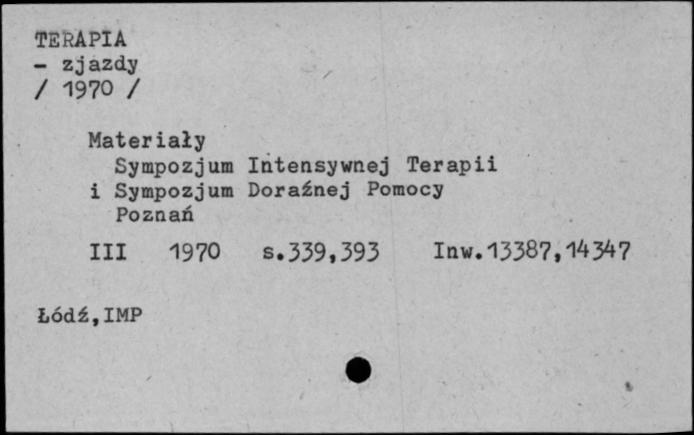 TERAPIA
- zjazdy
/ 1970 /
Materiały
Sympozjum Intensywnej Terapii
i Sympozjum Doraźnej Pomocy
Poznań
III 1970 s.339,393 Inw.13387,14347
Łódź,IMP